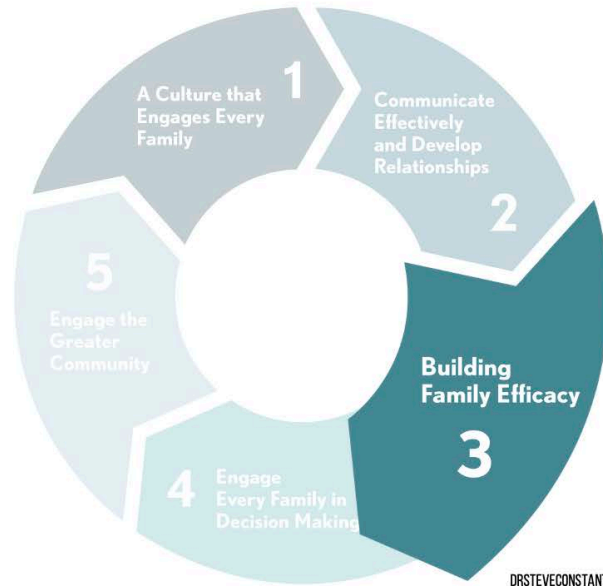 1
A Culture that
Engages Every
Family
Communicate
Effectively
and Develop
Relationships
2
Building
Family Efficacy
3
4
Engage
Every Family in
Decision Making
5
Engage the
Greater
Community